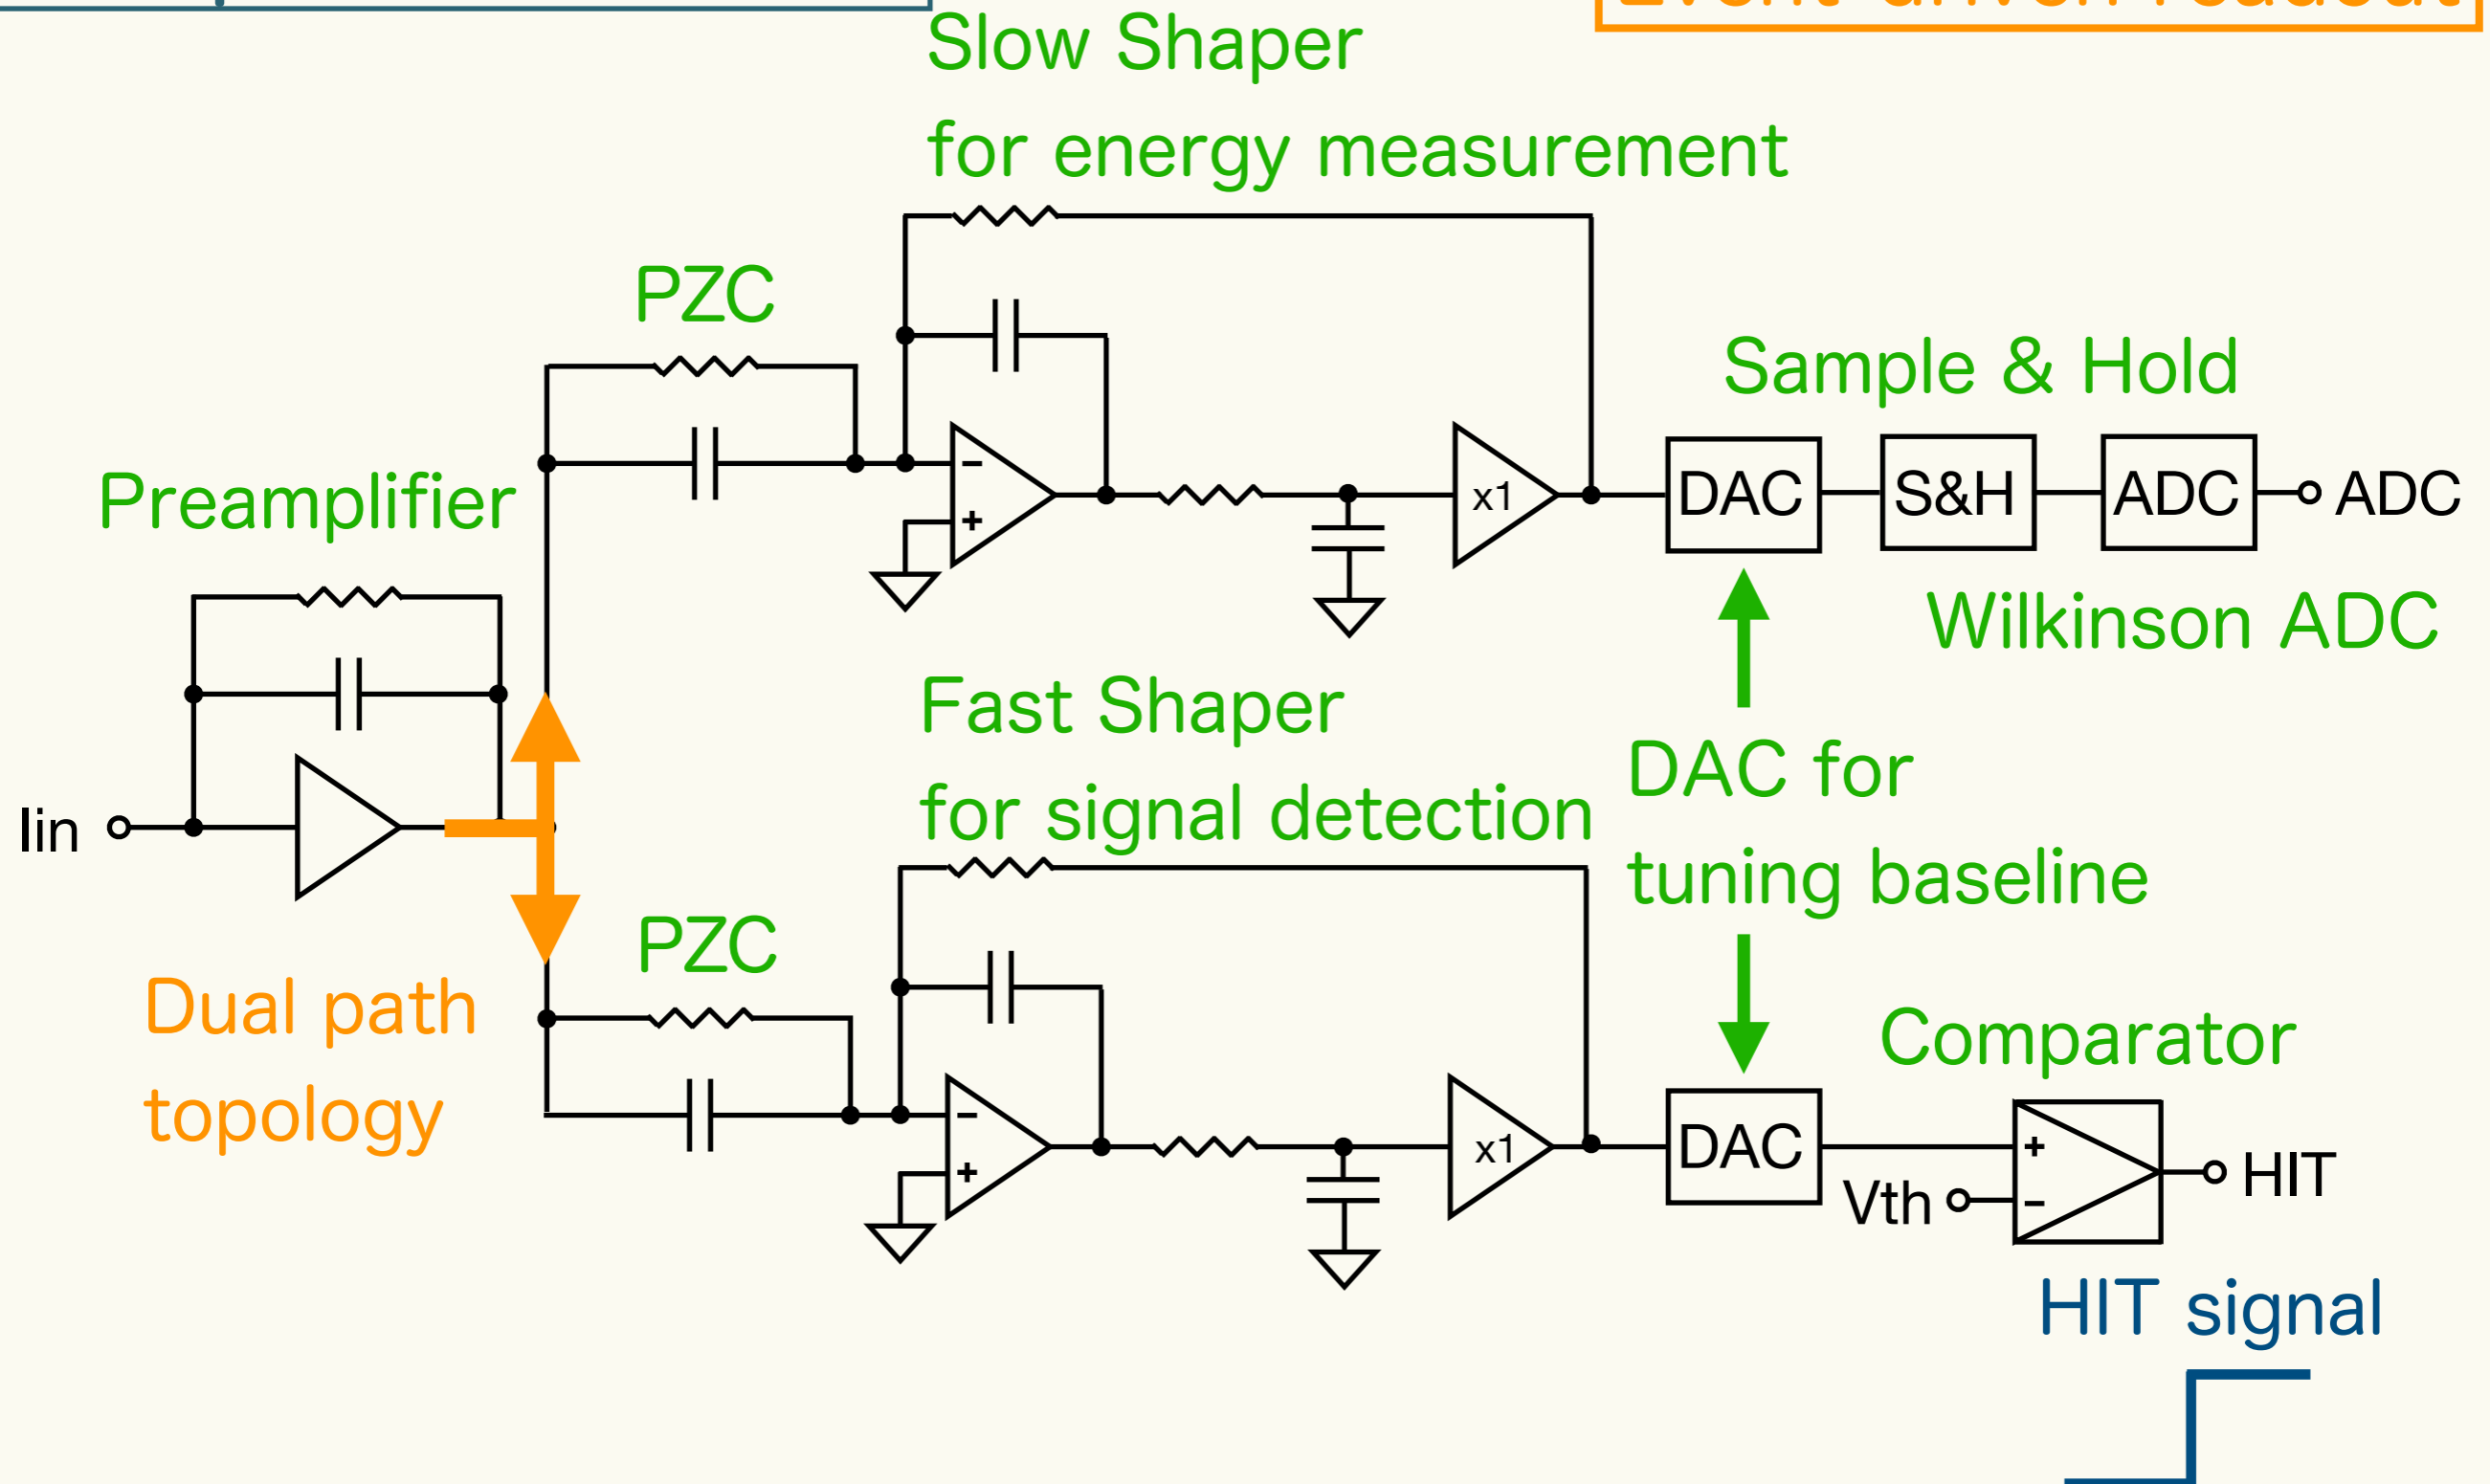 Slow Shaper
for energy measurement
PZC
Sample & Hold
Preamplifier
x1
DAC
S&H
ADC
ADC
Wilkinson ADC
Iin
Fast Shaper
for signal detection
DAC for
tuning baseline
PZC
Dual path
topology
Comparator
x1
DAC
Vth
HIT
HIT signal